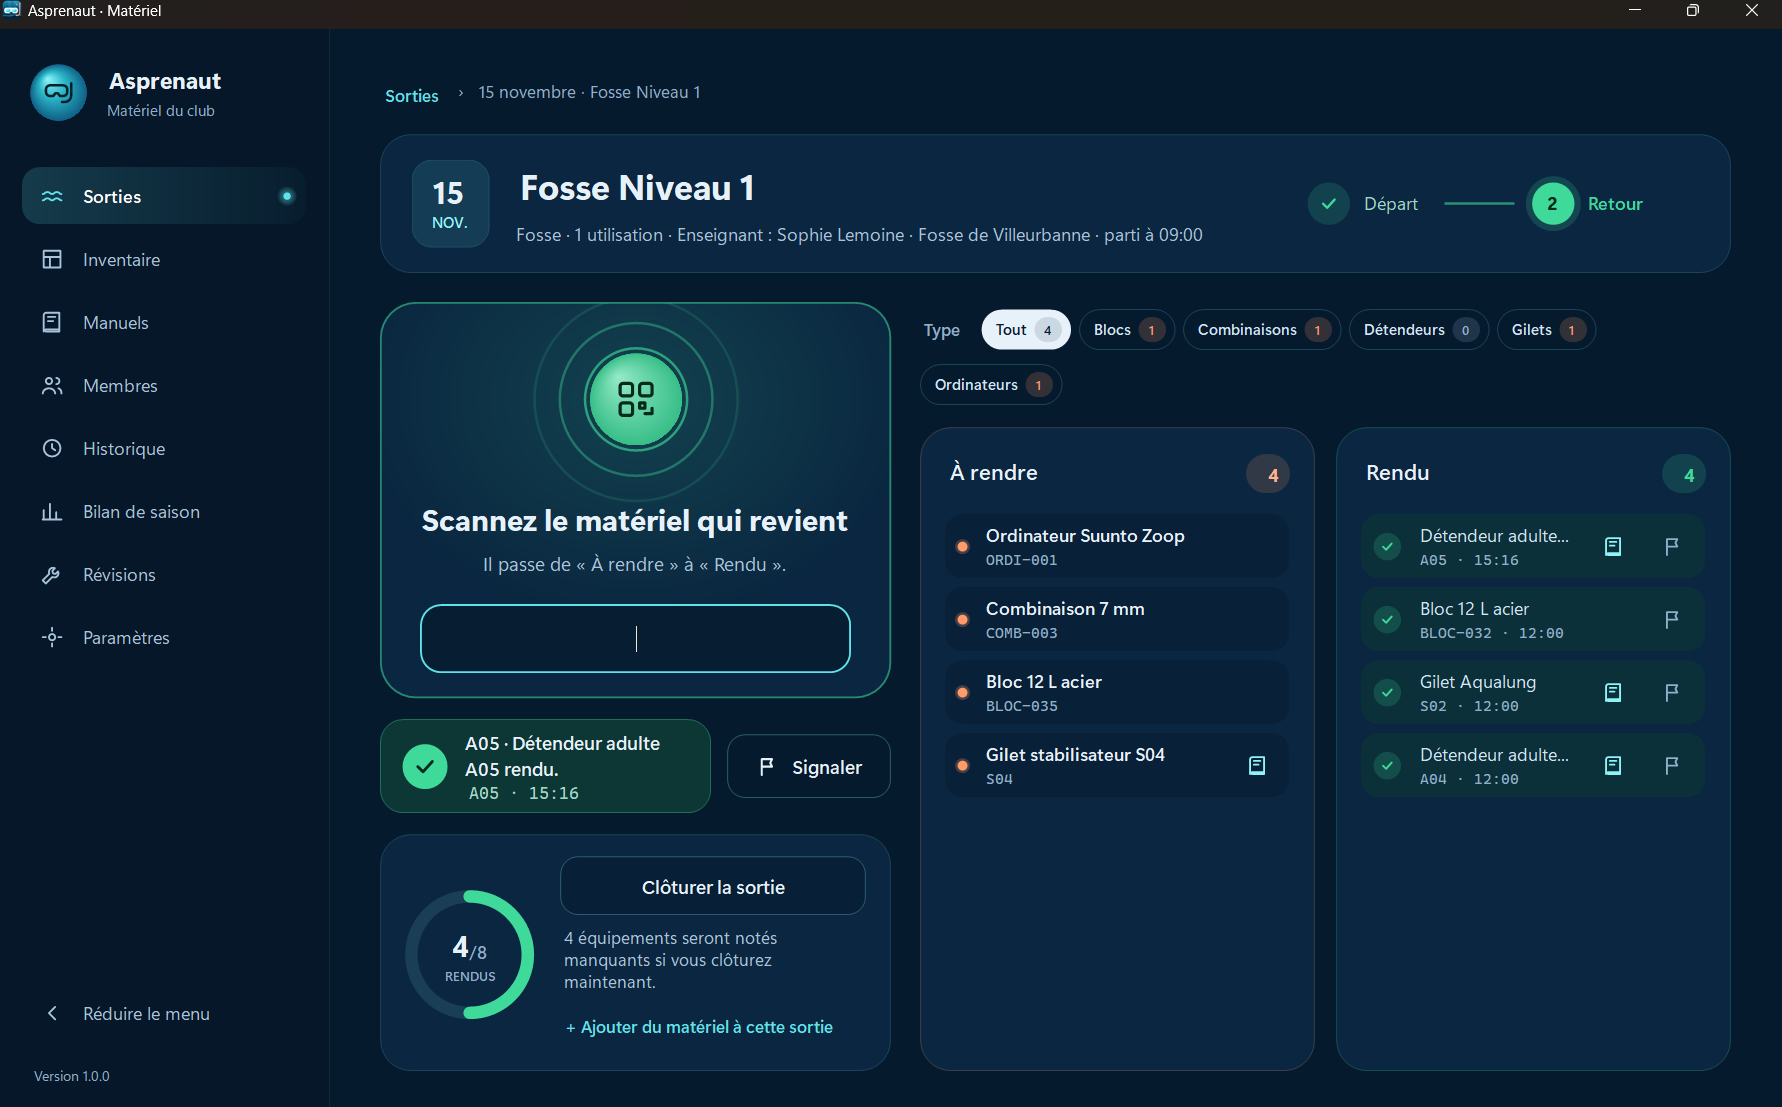 Asprenaut · Matériel
Asprenaut
Matériel du club
Sorties
Inventaire
Manuels
Membres
Historique
Bilan de saison
Révisions
Paramètres
Réduire le menu
Version 1.0.0
Sorties › 15 novembre · Fosse Niveau 1
15
NOV.
Fosse Niveau 1
Fosse · 1 utilisation · Enseignant : Sophie Lemoine · Fosse de Villeurbanne · parti à 09:00
Départ
2 Retour
Scannez le matériel qui revient
Il passe de « À rendre » à « Rendu ».
A05 · Détendeur adulte
A05 rendu.
A05 · 15:16
Signaler
4/8
RENDUS
Clôturer la sortie
4 équipements seront notés
manquants si vous clôturez
maintenant.
+ Ajouter du matériel à cette sortie
Type Tout 4 Blocs 1 Combinaisons 1 Détendeurs 0 Gilets 1
Ordinateurs 1
À rendre 4
Ordinateur Suunto Zoop
ORDI-001
Combinaison 7 mm
COMB-003
Bloc 12 L acier
BLOC-035
Gilet stabilisateur S04
S04
Rendu 4
Détendeur adulte...
A05 · 15:16
Bloc 12 L acier
BLOC-032 · 12:00
Gilet Aqualung
S02 · 12:00
Détendeur adulte...
A04 · 12:00